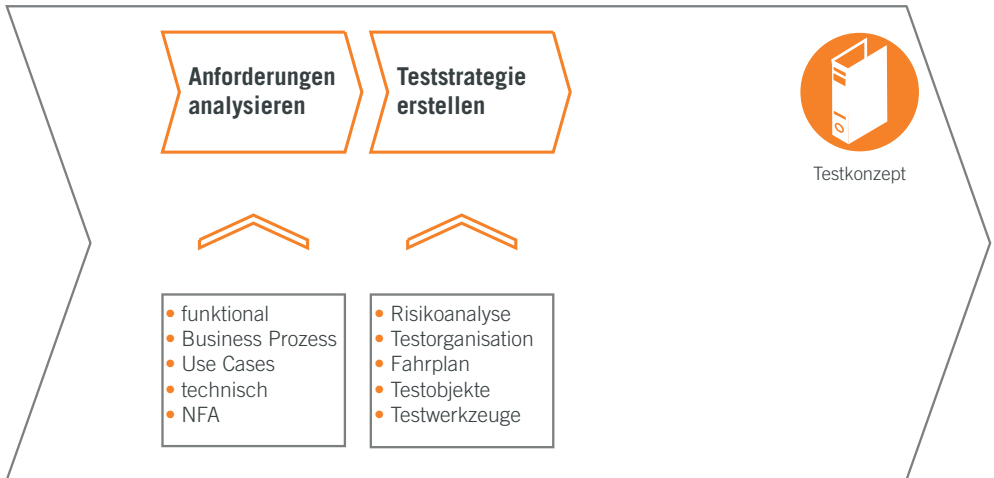 Anforderungen
analysieren
Teststrategie
erstellen
Testkonzept
• funktional
• Business Prozess
• Use Cases
• technisch
• NFA
• Risikoanalyse
• Testorganisation
• Fahrplan
• Testobjekte
• Testwerkzeuge